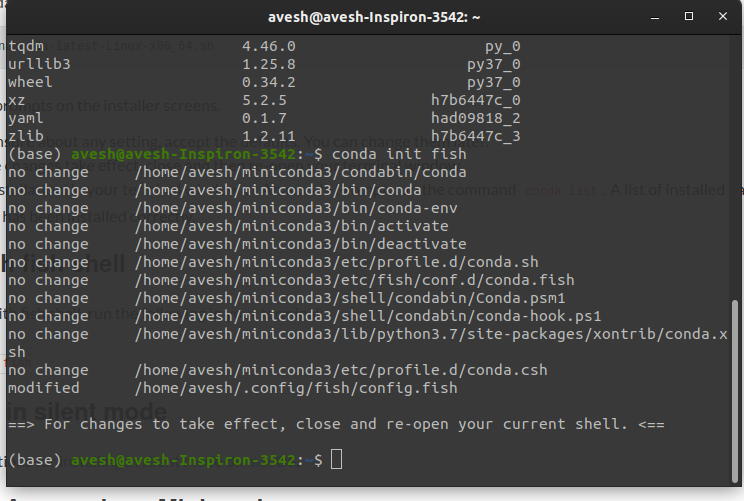 avesh@avesh-Inspiron-3542: ~
tqdm 4.46.0 py_0
urllib3 1.25.8 py37_0
wheel 0.34.2 py37_0
xz 5.2.5 h7b6447c_0
yaml 0.1.7 had09818_2
zlib 1.2.11 h7b6447c_3
(base) avesh@avesh-Inspiron-3542:~$ conda init fish
no change /home/avesh/miniconda3/condabin/conda
no change /home/avesh/miniconda3/bin/conda
no change /home/avesh/miniconda3/bin/conda-env
no change /home/avesh/miniconda3/bin/activate
no change /home/avesh/miniconda3/bin/deactivate
no change /home/avesh/miniconda3/etc/profile.d/conda.sh
no change /home/avesh/miniconda3/etc/fish/conf.d/conda.fish
no change /home/avesh/miniconda3/shell/condabin/Conda.psm1
no change /home/avesh/miniconda3/shell/condabin/conda-hook.ps1
no change /home/avesh/miniconda3/lib/python3.7/site-packages/xontrib/conda.x
sh
no change /home/avesh/miniconda3/etc/profile.d/conda.csh
modified /home/avesh/.config/fish/config.fish
==> For changes to take effect, close and re-open your current shell. <==
(base) avesh@avesh-Inspiron-3542:~$